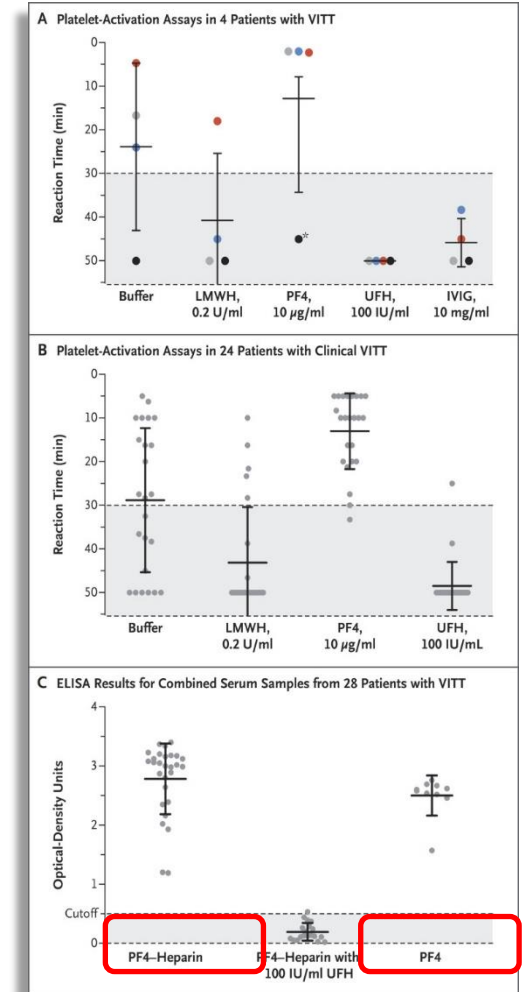 A Platelet-Activation Assays in 4 Patients with VITT
Reaction Time (min)
0
10
20
30
40
50
*
Buffer
LMWH,
0.2 U/ml
PF4,
10 µg/ml
UFH,
100 IU/ml
IVIG,
10 mg/ml
B Platelet-Activation Assays in 24 Patients with Clinical VITT
Reaction Time (min)
0
10
20
30
40
50
Buffer
LMWH,
0.2 U/ml
PF4,
10 µg/ml
UFH,
100 IU/mL
C ELISA Results for Combined Serum Samples from 28 Patients with VITT
Optical-Density Units
4
3
2
1
Cutoff
0
PF4–Heparin
PF4–Heparin with
100 IU/ml UFH
PF4